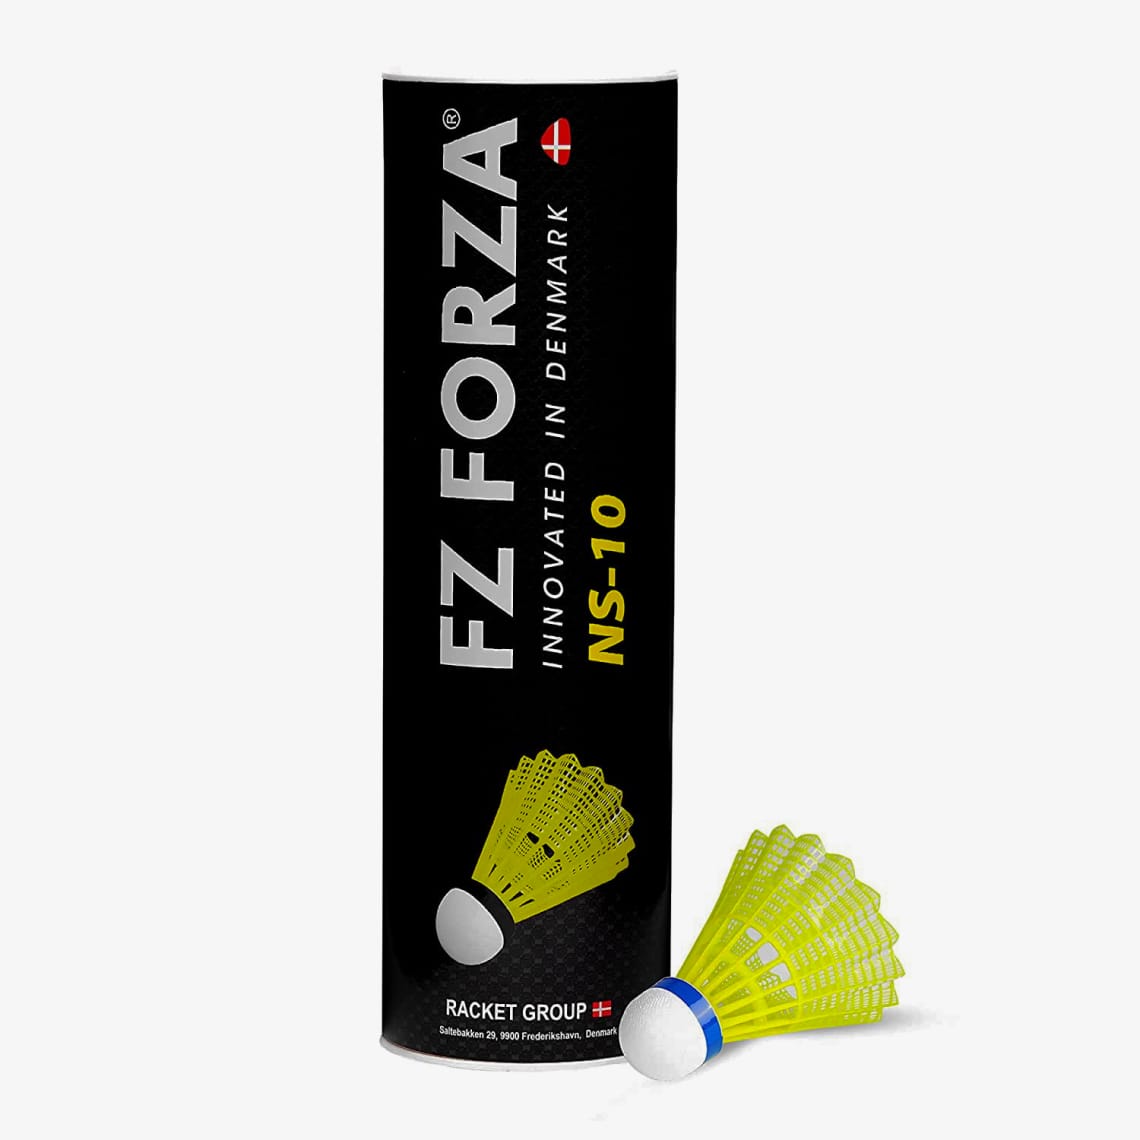 FZ FORZA®
INNOVATED IN DENMARK
NS-10
RACKET GROUP
Saltebakken 29, 9900 Frederikshavn, Denmark